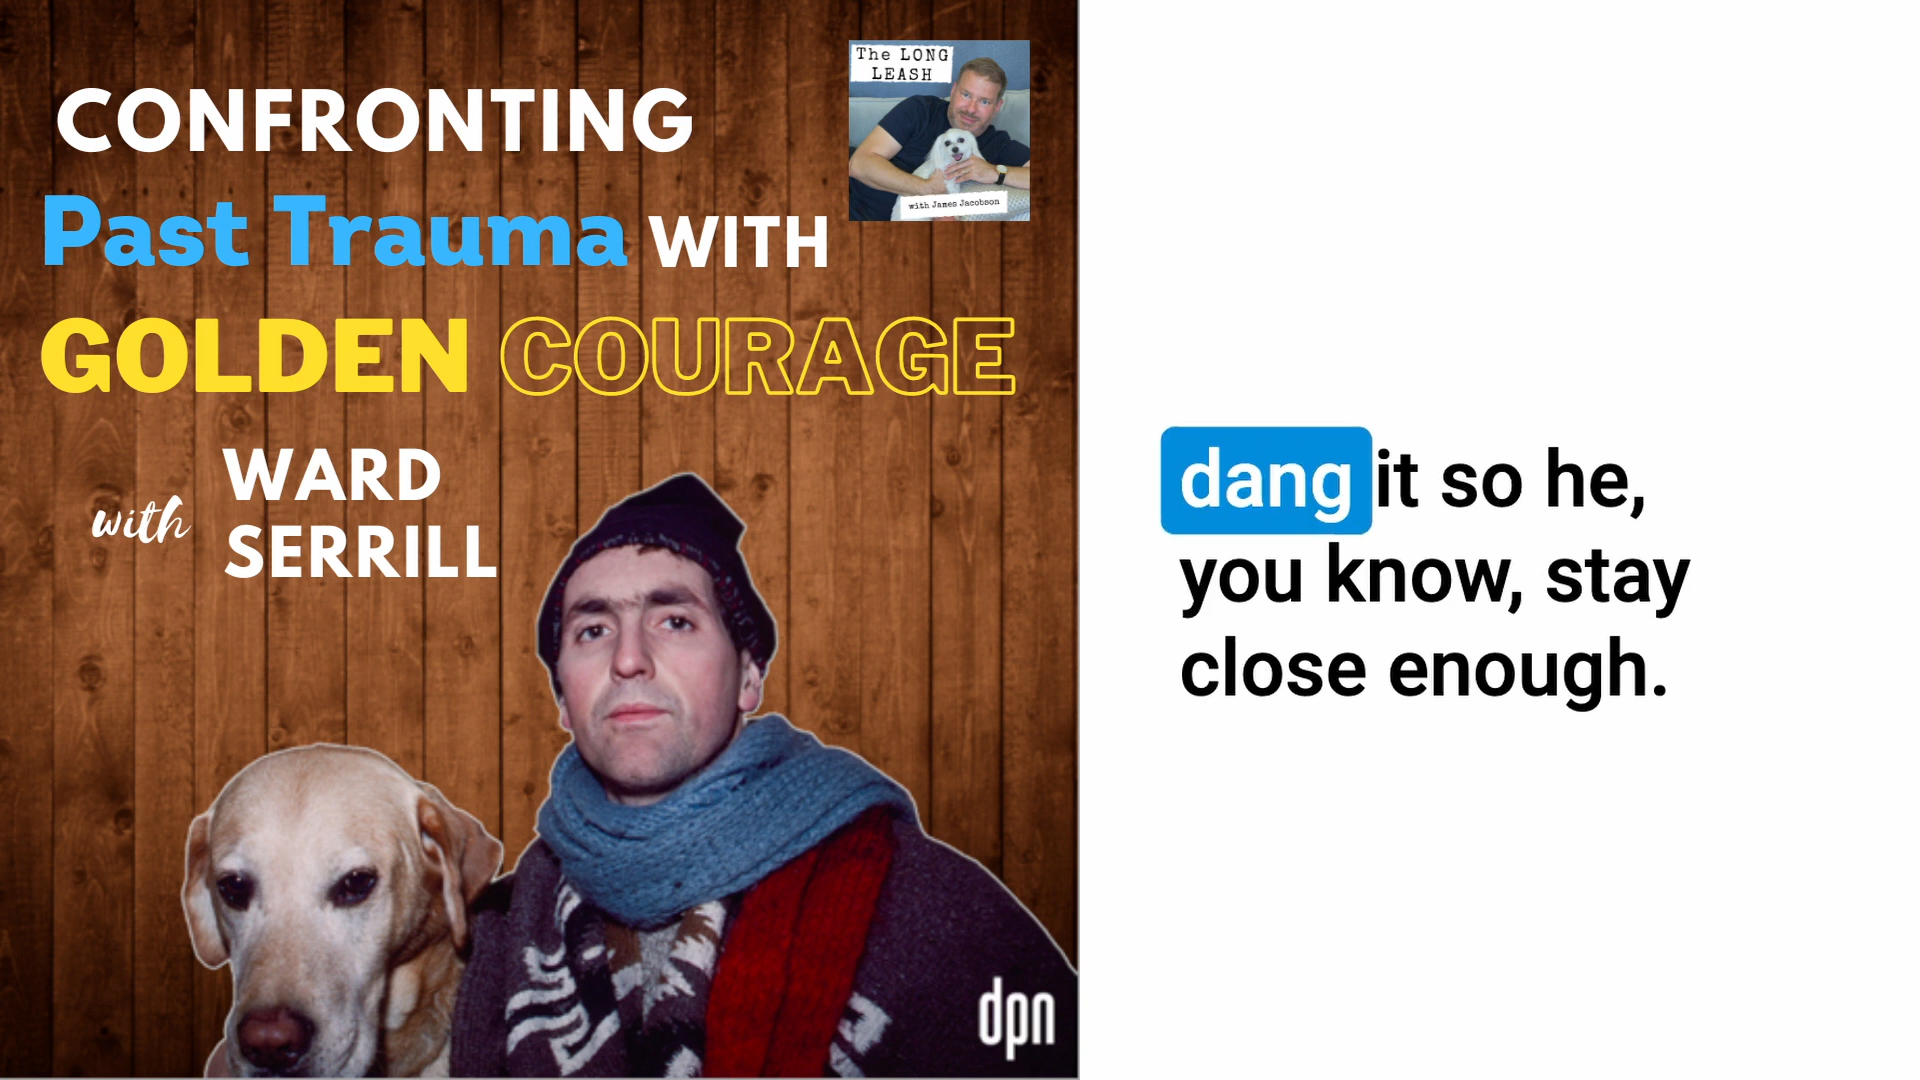 CONFRONTING
Past Trauma WITH
GOLDEN COURAGE
with WARD
SERRILL
The LONG
LEASH
with James Jacobson
dpn
dang it so he,
you know, stay
close enough.